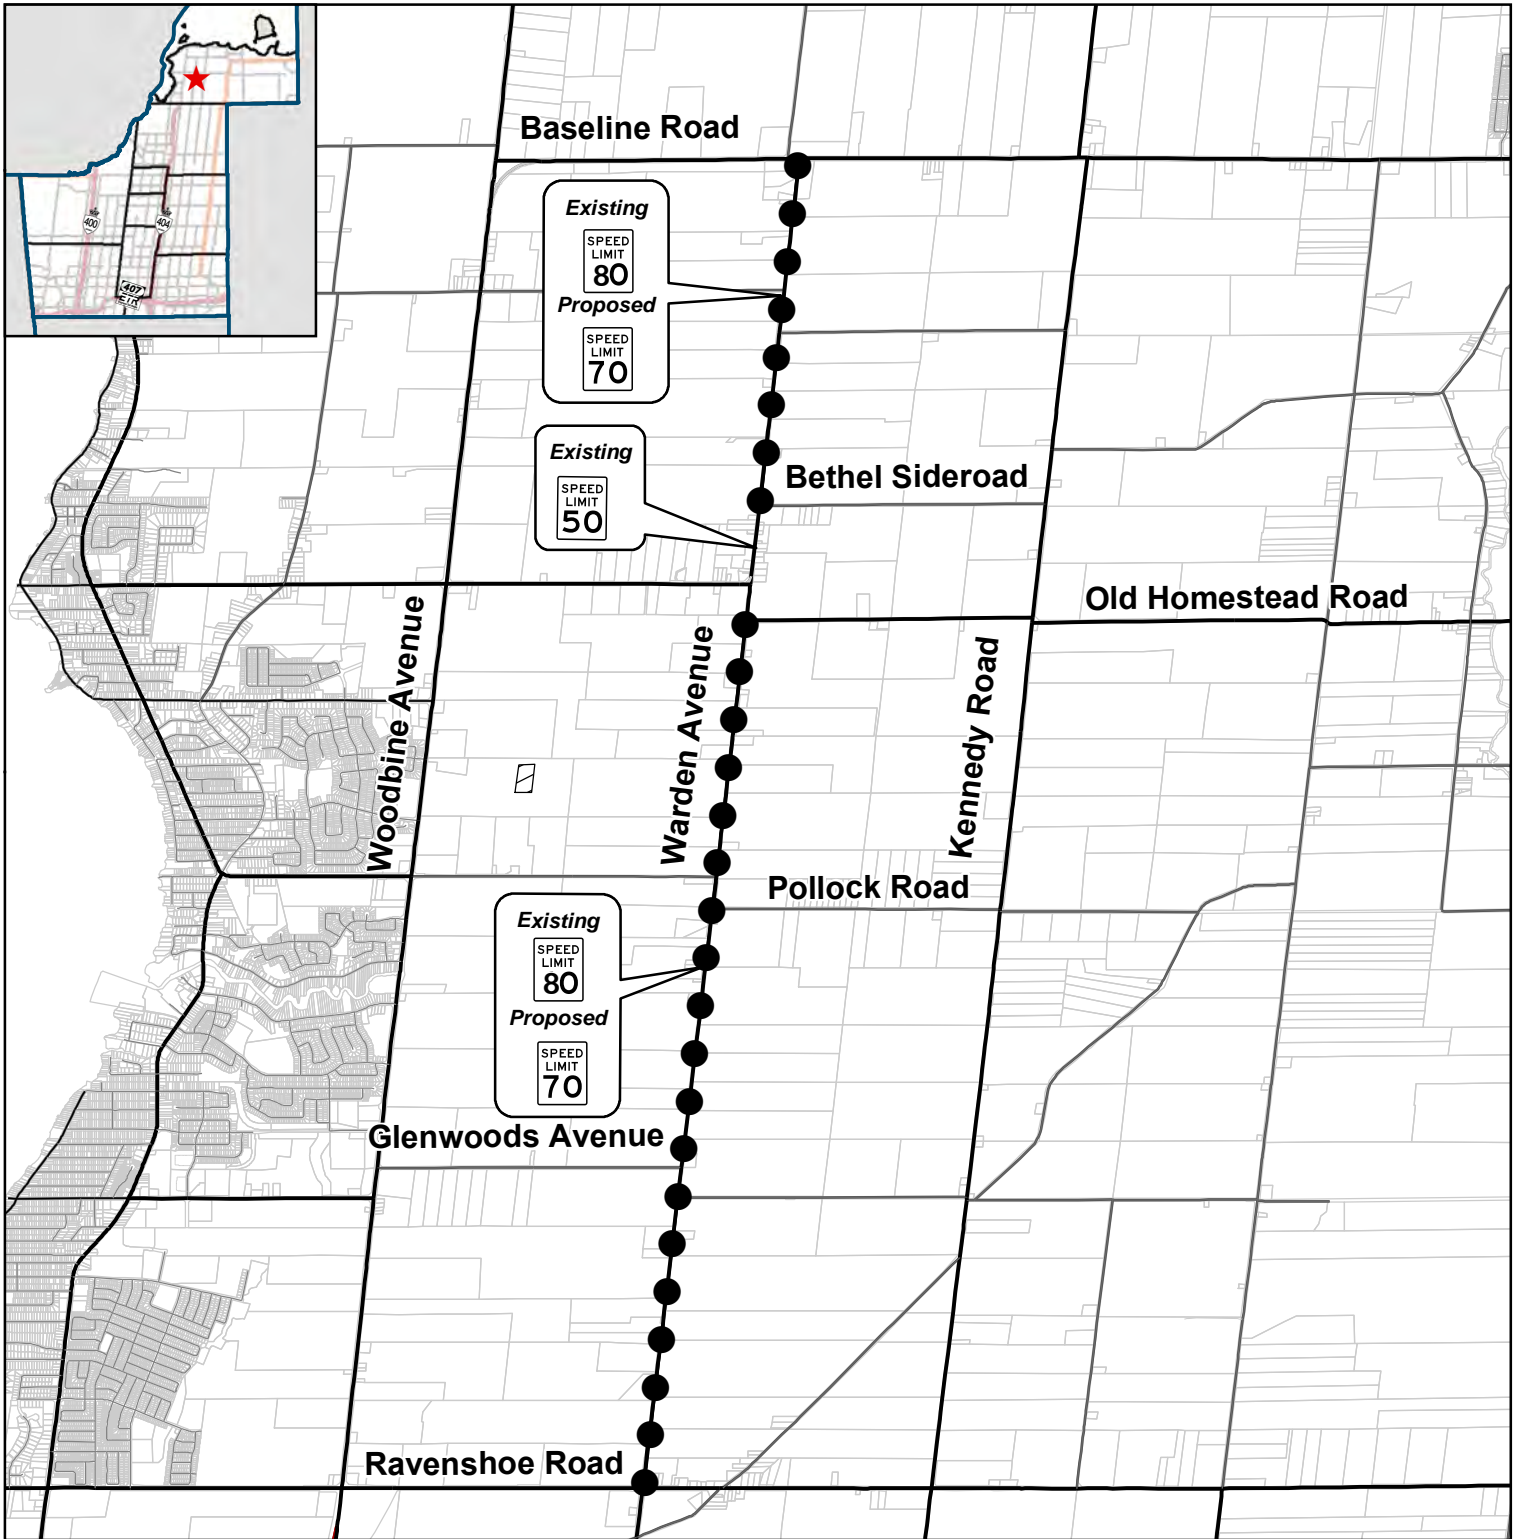 400
404
407
ETR
Baseline Road
Existing
SPEED
LIMIT
80
Proposed
SPEED
LIMIT
70
Existing
SPEED
LIMIT
50
Bethel Sideroad
Old Homestead Road
Woodbine Avenue
Warden Avenue
Kennedy Road
Pollock Road
Existing
SPEED
LIMIT
80
Proposed
SPEED
LIMIT
70
Glenwoods Avenue
Ravenshoe Road